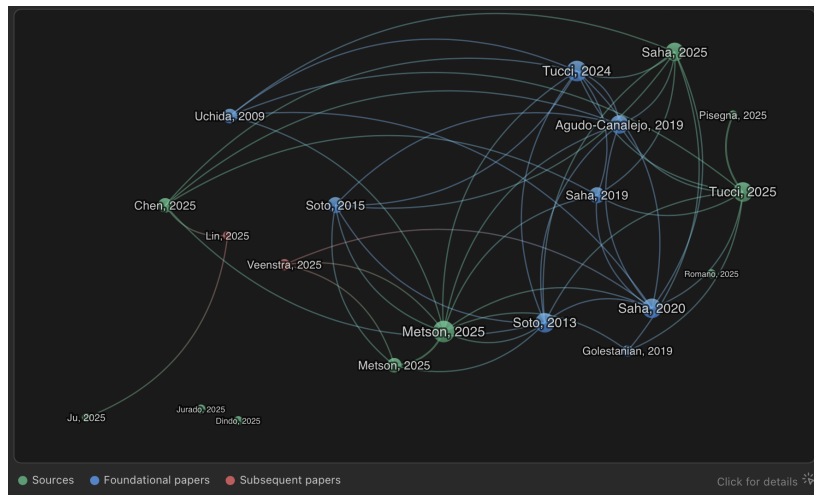 Saha, 2025
Tucci, 2024
Uchida, 2009
Pisegna, 2025
Agudo-Canalejo, 2019
Tucci, 2025
Saha, 2019
Chen, 2025
Soto, 2015
Lin, 2025
Veenstra, 2025
Romano, 2025
Saha, 2020
Soto, 2013
Metson, 2025
Golestanian, 2019
Metson, 2025
Jurado, 2025
Ju, 2025
Dindo, 2025
Sources
Foundational papers
Subsequent papers
Click for details